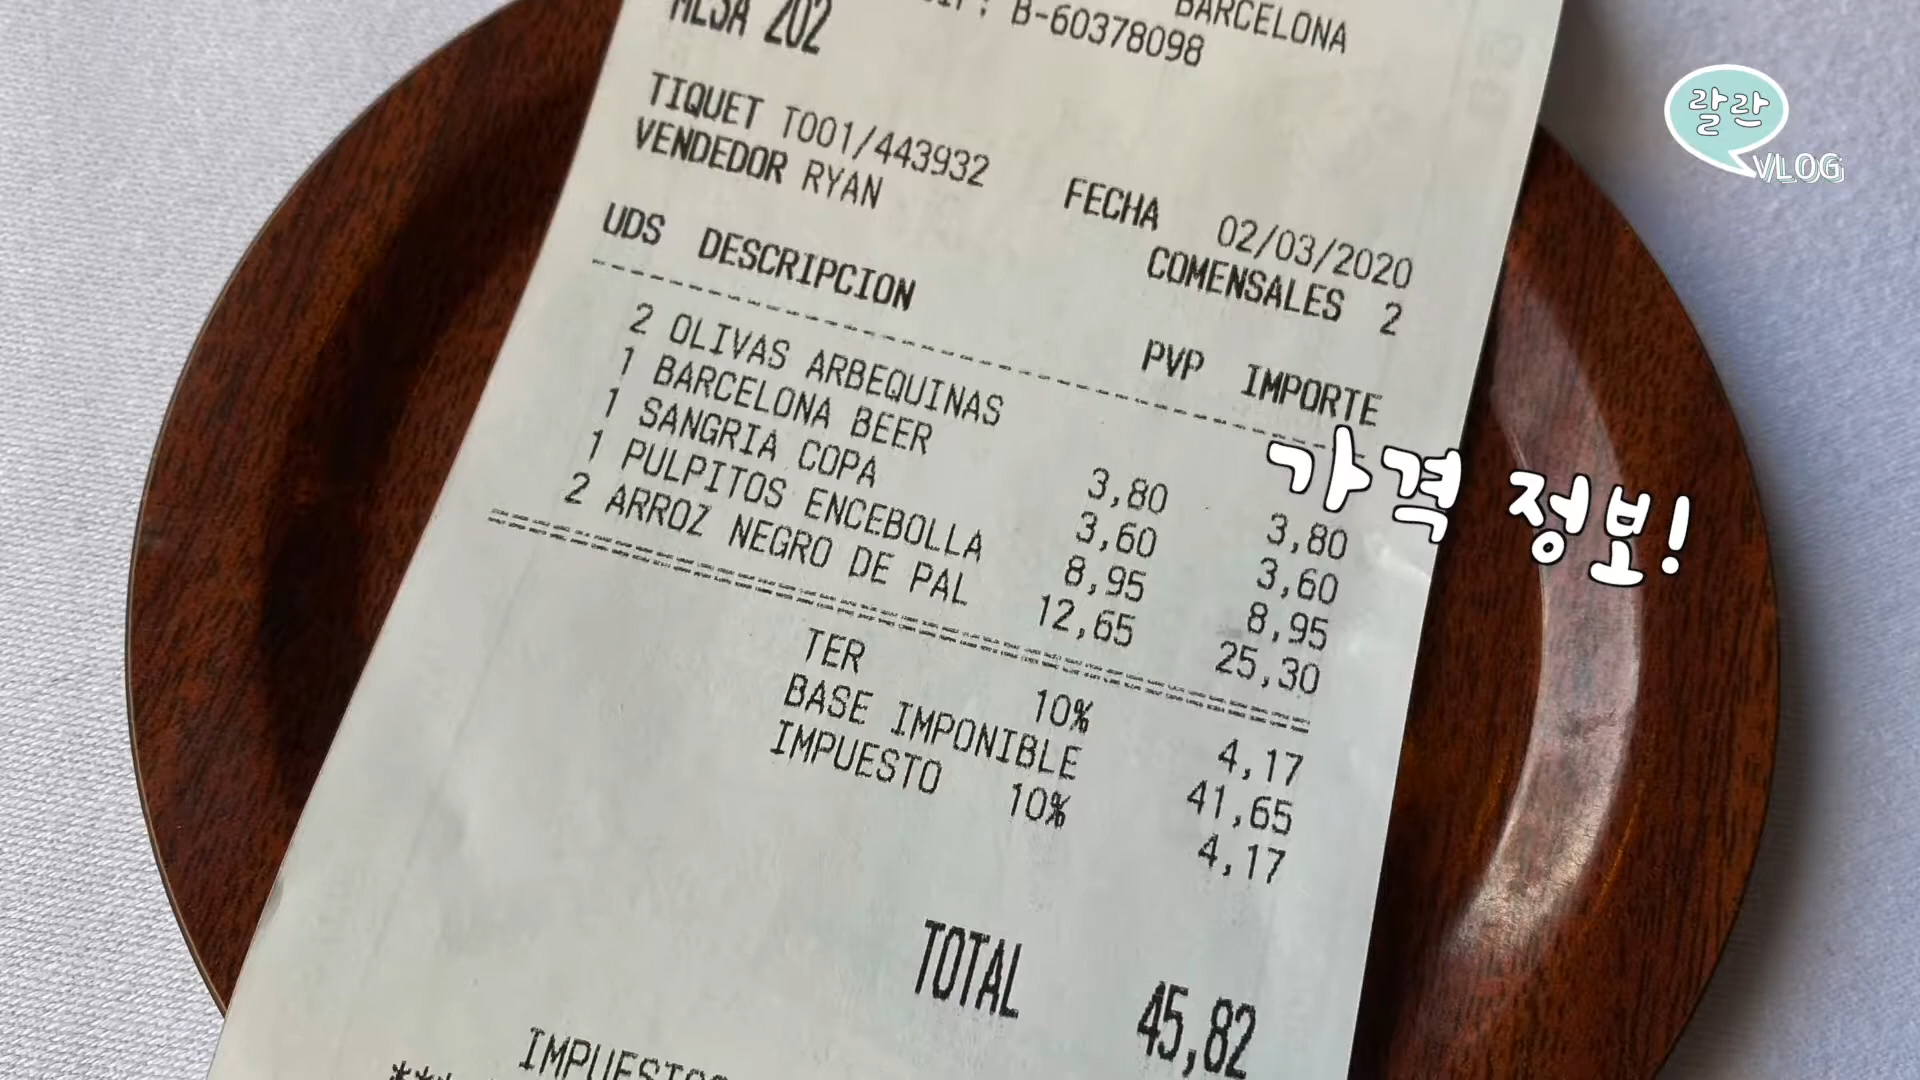 BARCELONA
B-60378098
MESA 202
TIQUET T001/443932
VENDEDOR RYAN
FECHA 02/03/2020
COMENSALES 2
UDS DESCRIPCION PVP IMPORTE
2 OLIVAS ARBEQUINAS
1 BARCELONA BEER 3,80 3,80
1 SANGRIA COPA 3,60 3,60
1 PULPITOS ENCEBOLLA 8,95 8,95
2 ARROZ NEGRO DE PAL 12,65 25,30
TER 10% 4,17
BASE IMPONIBLE 41,65
IMPUESTO 10% 4,17
TOTAL 45,82
가격 정보!
랄란
VLOG